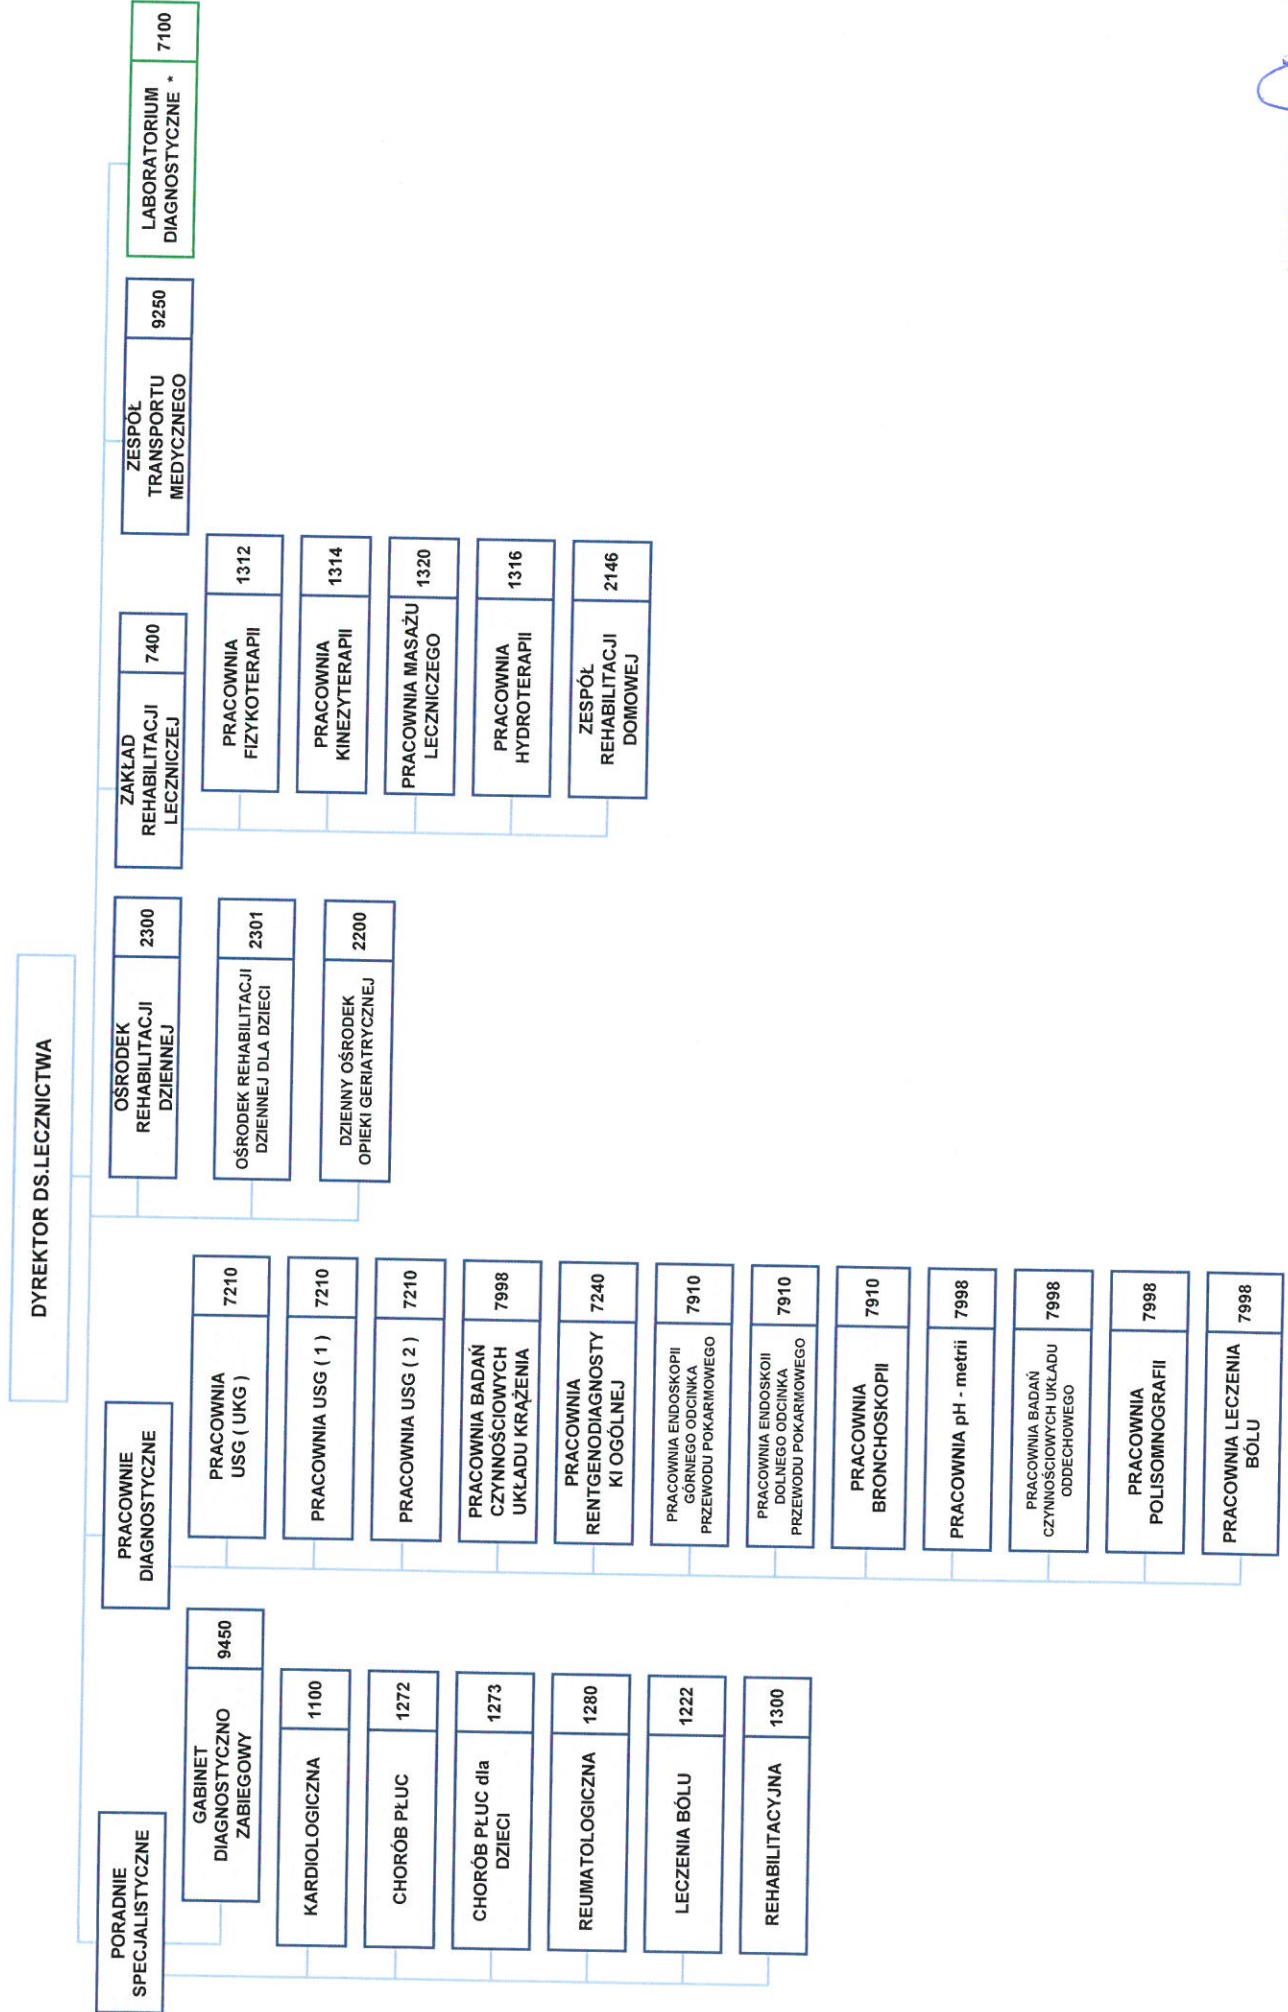 DYREKTOR DS.LECZNICTWA
PORADNIE
SPECJALISTYCZNE
GABINET
DIAGNOSTYCZNO
ZABIEGOWY
9450
KARDIOLOGICZNA
1100
CHORÓB PŁUC
1272
CHORÓB PŁUC dla
DZIECI
1273
REUMATOLOGICZNA
1280
LECZENIA BÓLU
1222
REHABILITACYJNA
1300
PRACOWNIE
DIAGNOSTYCZNE
PRACOWNIA
USG ( UKG )
7210
PRACOWNIA USG ( 1 )
7210
PRACOWNIA USG ( 2 )
7210
PRACOWNIA BADAŃ
CZYNNOŚCIOWYCH
UKŁADU KRĄŻENIA
7998
PRACOWNIA
RENTGENODIAGNOSTY
KI OGÓLNEJ
7240
PRACOWNIA ENDOSKOPII
GÓRNEGO ODCINKA
PRZEWODU POKARMOWEGO
7910
PRACOWNIA ENDOSKOII
DOLNEGO ODCINKA
PRZEWODU POKARMOWEGO
7910
PRACOWNIA
BRONCHOSKOPII
7910
PRACOWNIA pH - metrii
7998
PRACOWNIA BADAŃ
CZYNNOŚCIOWYCH UKŁADU
ODDECHOWEGO
7998
PRACOWNIA
POLISOMNOGRAFII
7998
PRACOWNIA LECZENIA
BÓLU
7998
OŚRODEK
REHABILITACJI
DZIENNEJ
2300
OŚRODEK REHABILITACJI
DZIENNEJ DLA DZIECI
2301
DZIENNY OŚRODEK
OPIEKI GERIATRYCZNEJ
2200
ZAKŁAD
REHABILITACJI
LECZNICZEJ
7400
PRACOWNIA
FIZYKOTERAPII
1312
PRACOWNIA
KINEZYTERAPII
1314
PRACOWNIA MASAŻU
LECZNICZEGO
1320
PRACOWNIA
HYDROTERAPII
1316
ZESPÓŁ
REHABILITACJI
DOMOWEJ
2146
ZESPÓŁ
TRANSPORTU
MEDYCZNEGO
9250
LABORATORIUM
DIAGNOSTYCZNE *
7100